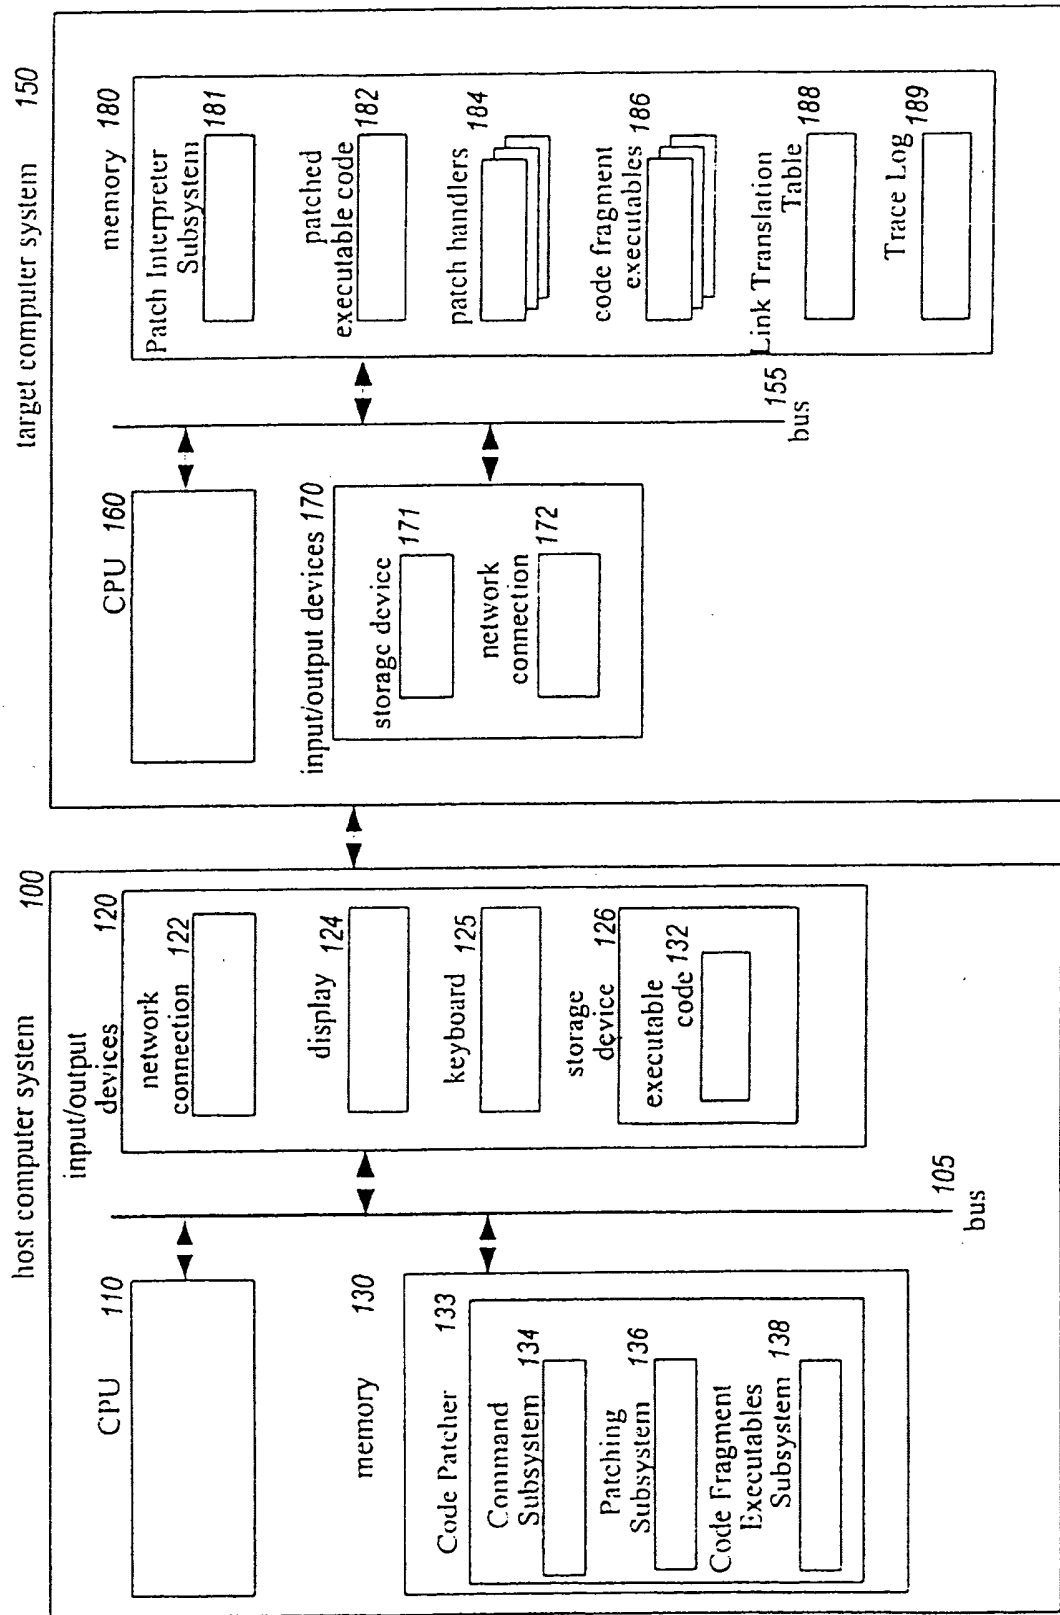 host computer system 100
CPU 110
memory 130
Code Patcher 133
Command
Subsystem 134
Patching
Subsystem 136
Code Fragment
Executables
Subsystem 138
105
bus
input/output
devices 120
network
connection 122
display 124
keyboard 125
storage
device 126
executable
code 132
target computer system 150
CPU 160
input/output devices 170
storage device 171
network
connection 172
155
bus
memory 180
Patch Interpreter
Subsystem 181
patched
executable code 182
patch handlers 184
code fragment
executables 186
Link Translation
Table 188
Trace Log 189